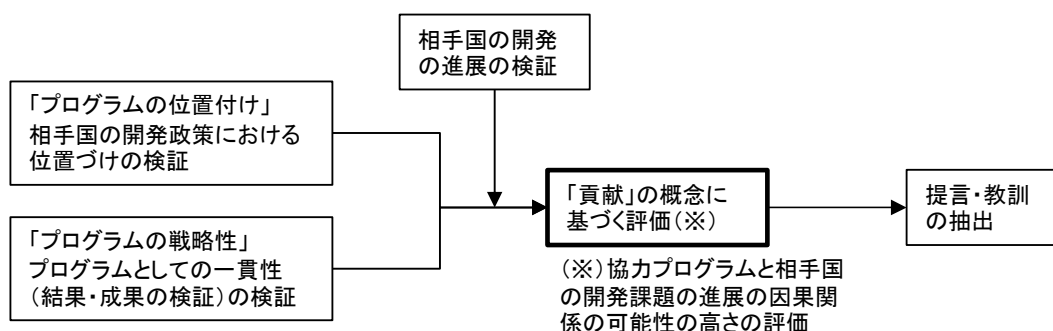 相手国の開発
の進展の検証
「プログラムの位置付け」
相手国の開発政策における
位置づけの検証
「プログラムの戦略性」
プログラムとしての一貫性
(結果・成果の検証)の検証
「貢献」の概念に
基づく評価(※)
(※)協力プログラムと相手国
の開発課題の進展の因果関
係の可能性の高さの評価
提言・教訓
の抽出